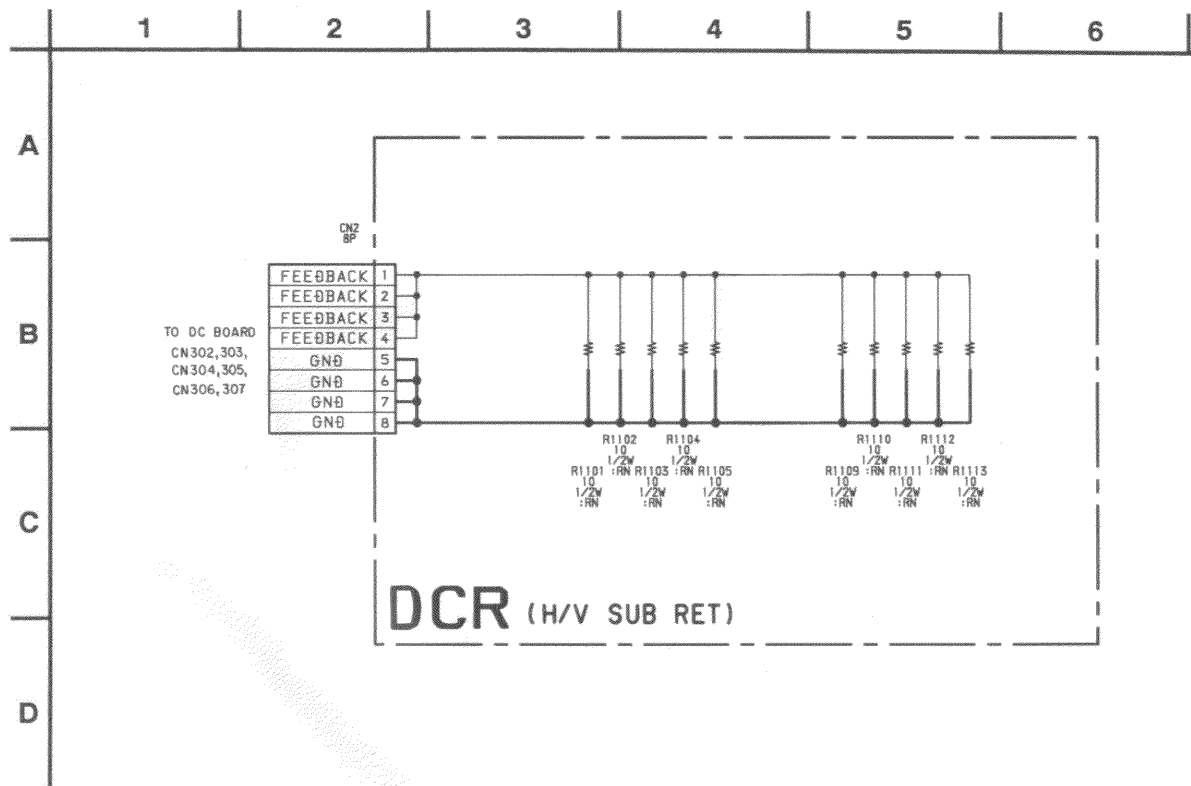 1 2 3 4 5 6
A
CN2
8P
FEEDBACK 1
FEEDBACK 2
B
FEEDBACK 3
FEEDBACK 4
GND 5
GND 6
GND 7
GND 8
TO DC BOARD
CN302,303,
CN304,305,
CN306,307
R1102
10
1/2W
:RN
R1104
10
1/2W
:RN
R1110
10
1/2W
:RN
R1112
10
1/2W
:RN
R1101
10
1/2W
:RN
R1103
10
1/2W
:RN
R1105
10
1/2W
:RN
R1109
10
1/2W
:RN
R1111
10
1/2W
:RN
R1113
10
1/2W
:RN
C
DCR (H/V SUB RET)
D